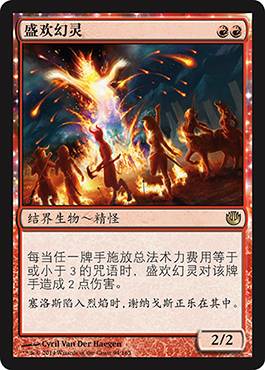 盛欢幻灵
结界生物～精怪
每当任一牌手施放总法术力费用等于
或小于3的咒语时，盛欢幻灵对该牌
手造成2点伤害。
塞洛斯陷入烈焰时，谢纳戈斯正乐在其中。
Cyril Van Der Haegen
2/2